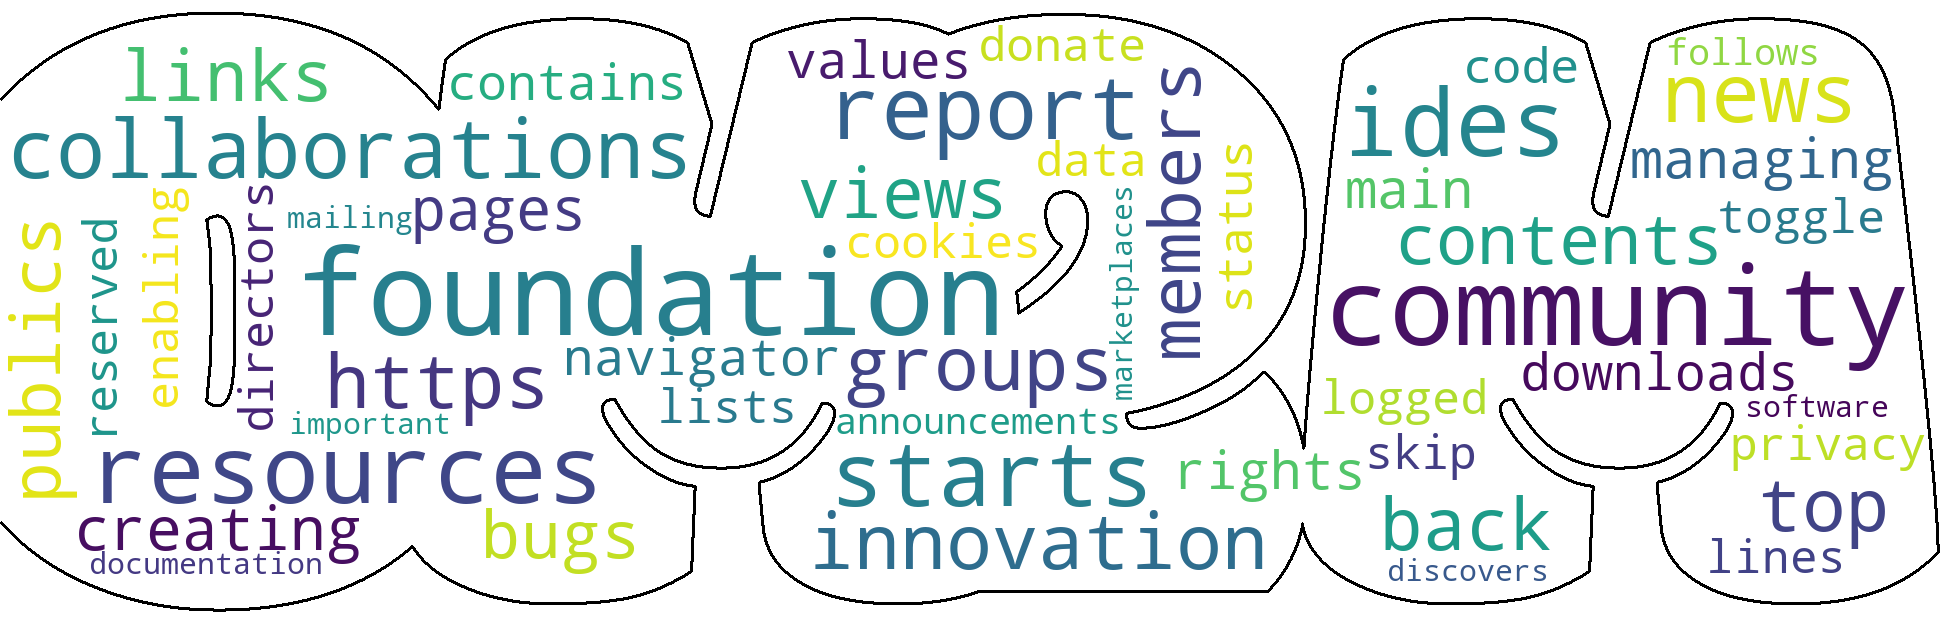 links
contains
values
donate
code
follows
collaborations
report
members
ides
news
data
status
managing
publics
reserved
enabling
directors
mailing
pages
views
cookies
marketplaces
main
toggle
contents
foundation
community
https
navigator
groups
downloads
lists
important
announcements
logged
software
resources
starts
rights
skip
privacy
creating
bugs
innovation
back
top
documentation
discovers
lines